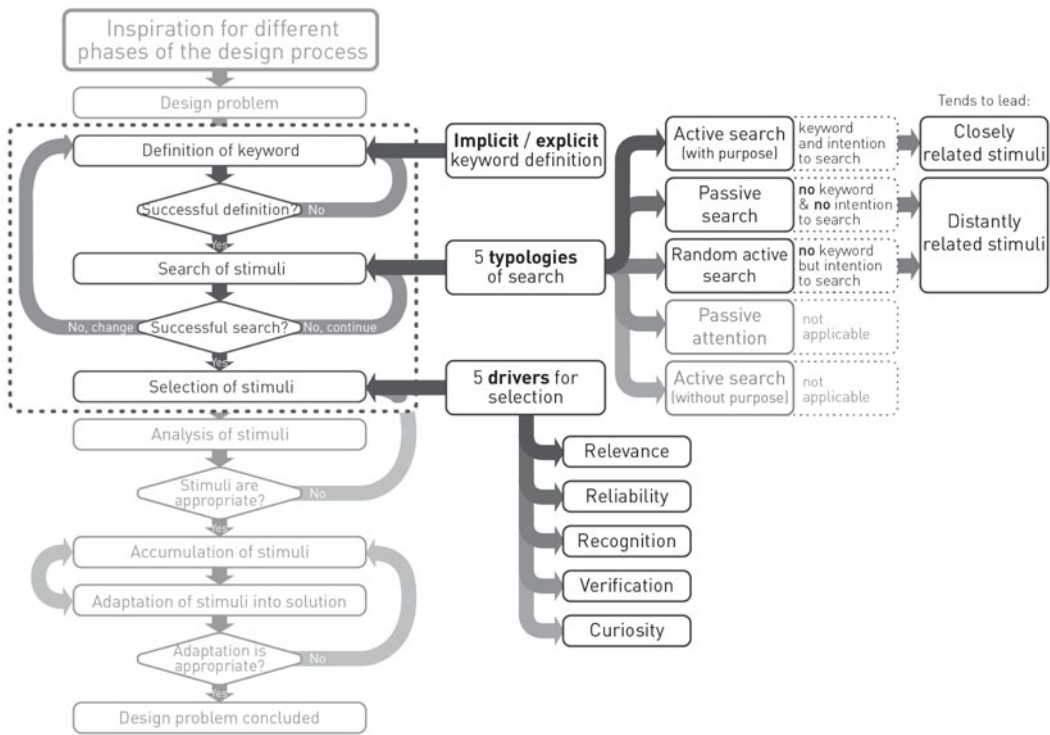 Inspiration for different
phases of the design process
Design problem
Definition of keyword
Successful definition?
No
Yes
Search of stimuli
No, change
Successful search?
No, continue
Yes
Selection of stimuli
Analysis of stimuli
Stimuli are
appropriate?
No
Yes
Accumulation of stimuli
Adaptation of stimuli into solution
Adaptation is
appropriate?
No
Yes
Design problem concluded
Implicit / explicit
keyword definition
5 typologies
of search
5 drivers for
selection
Relevance
Reliability
Recognition
Verification
Curiosity
Active search
(with purpose)
keyword
and intention
to search
Passive
search
no keyword
& no intention
to search
Random active
search
no keyword
but intention
to search
Passive
attention
not
applicable
Active search
(without purpose)
not
applicable
Tends to lead:
Closely
related stimuli
Distantly
related stimuli